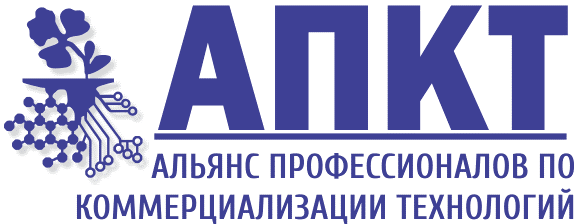 АПКТ
АЛЬЯНС ПРОФЕССИОНАЛОВ ПО
КОММЕРЦИАЛИЗАЦИИ ТЕХНОЛОГИЙ